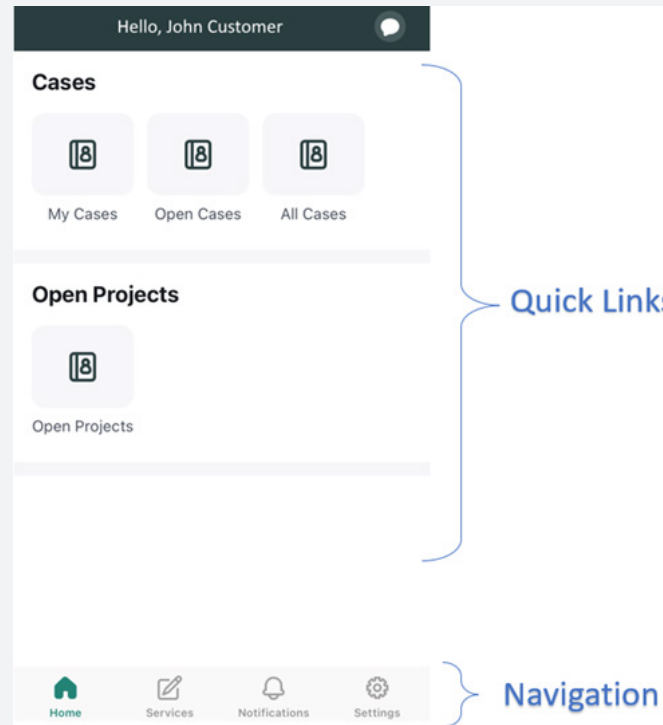 Hello, John Customer
Cases
My Cases Open Cases All Cases
Open Projects
Open Projects
Quick Links
Home Services Notifications Settings
Navigation